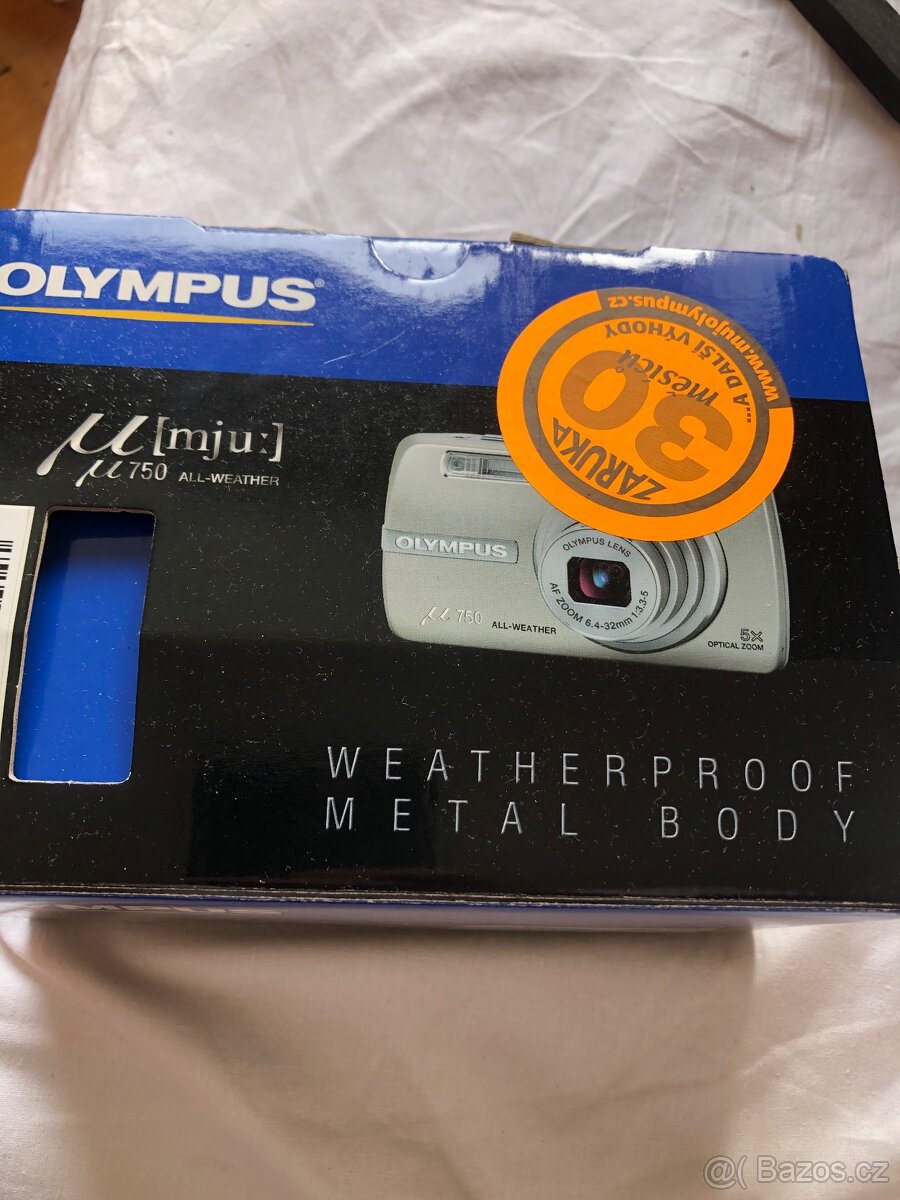 OLYMPUS®
www.mujolympus.cz
....A DALŠÍ VÝHODY
měsíců
30
ZÁRUKA
µ[mju:]
µ750 ALL-WEATHER
OLYMPUS
OLYMPUS LENS
AF ZOOM 6.4-32mm 1:3.3-5
µ 750 ALL-WEATHER
5X
OPTICAL ZOOM
WEATHERPROOF
METAL BODY
@( Bazos.cz